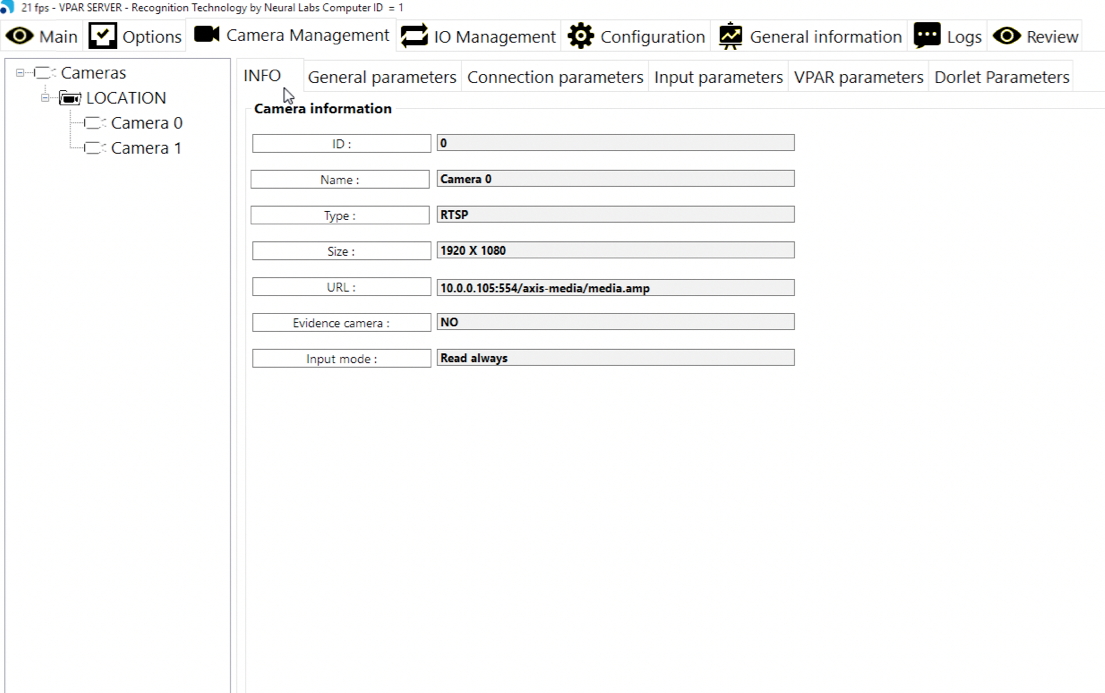 21 fps - VPAR SERVER - Recognition Technology by Neural Labs Computer ID = 1
Main Options Camera Management IO Management Configuration General information Logs Review
Cameras
LOCATION
Camera 0
Camera 1
INFO General parameters Connection parameters Input parameters VPAR parameters Dorlet Parameters
Camera information
ID : 0
Name : Camera 0
Type : RTSP
Size : 1920 X 1080
URL : 10.0.0.105:554/axis-media/media.amp
Evidence camera : NO
Input mode : Read always